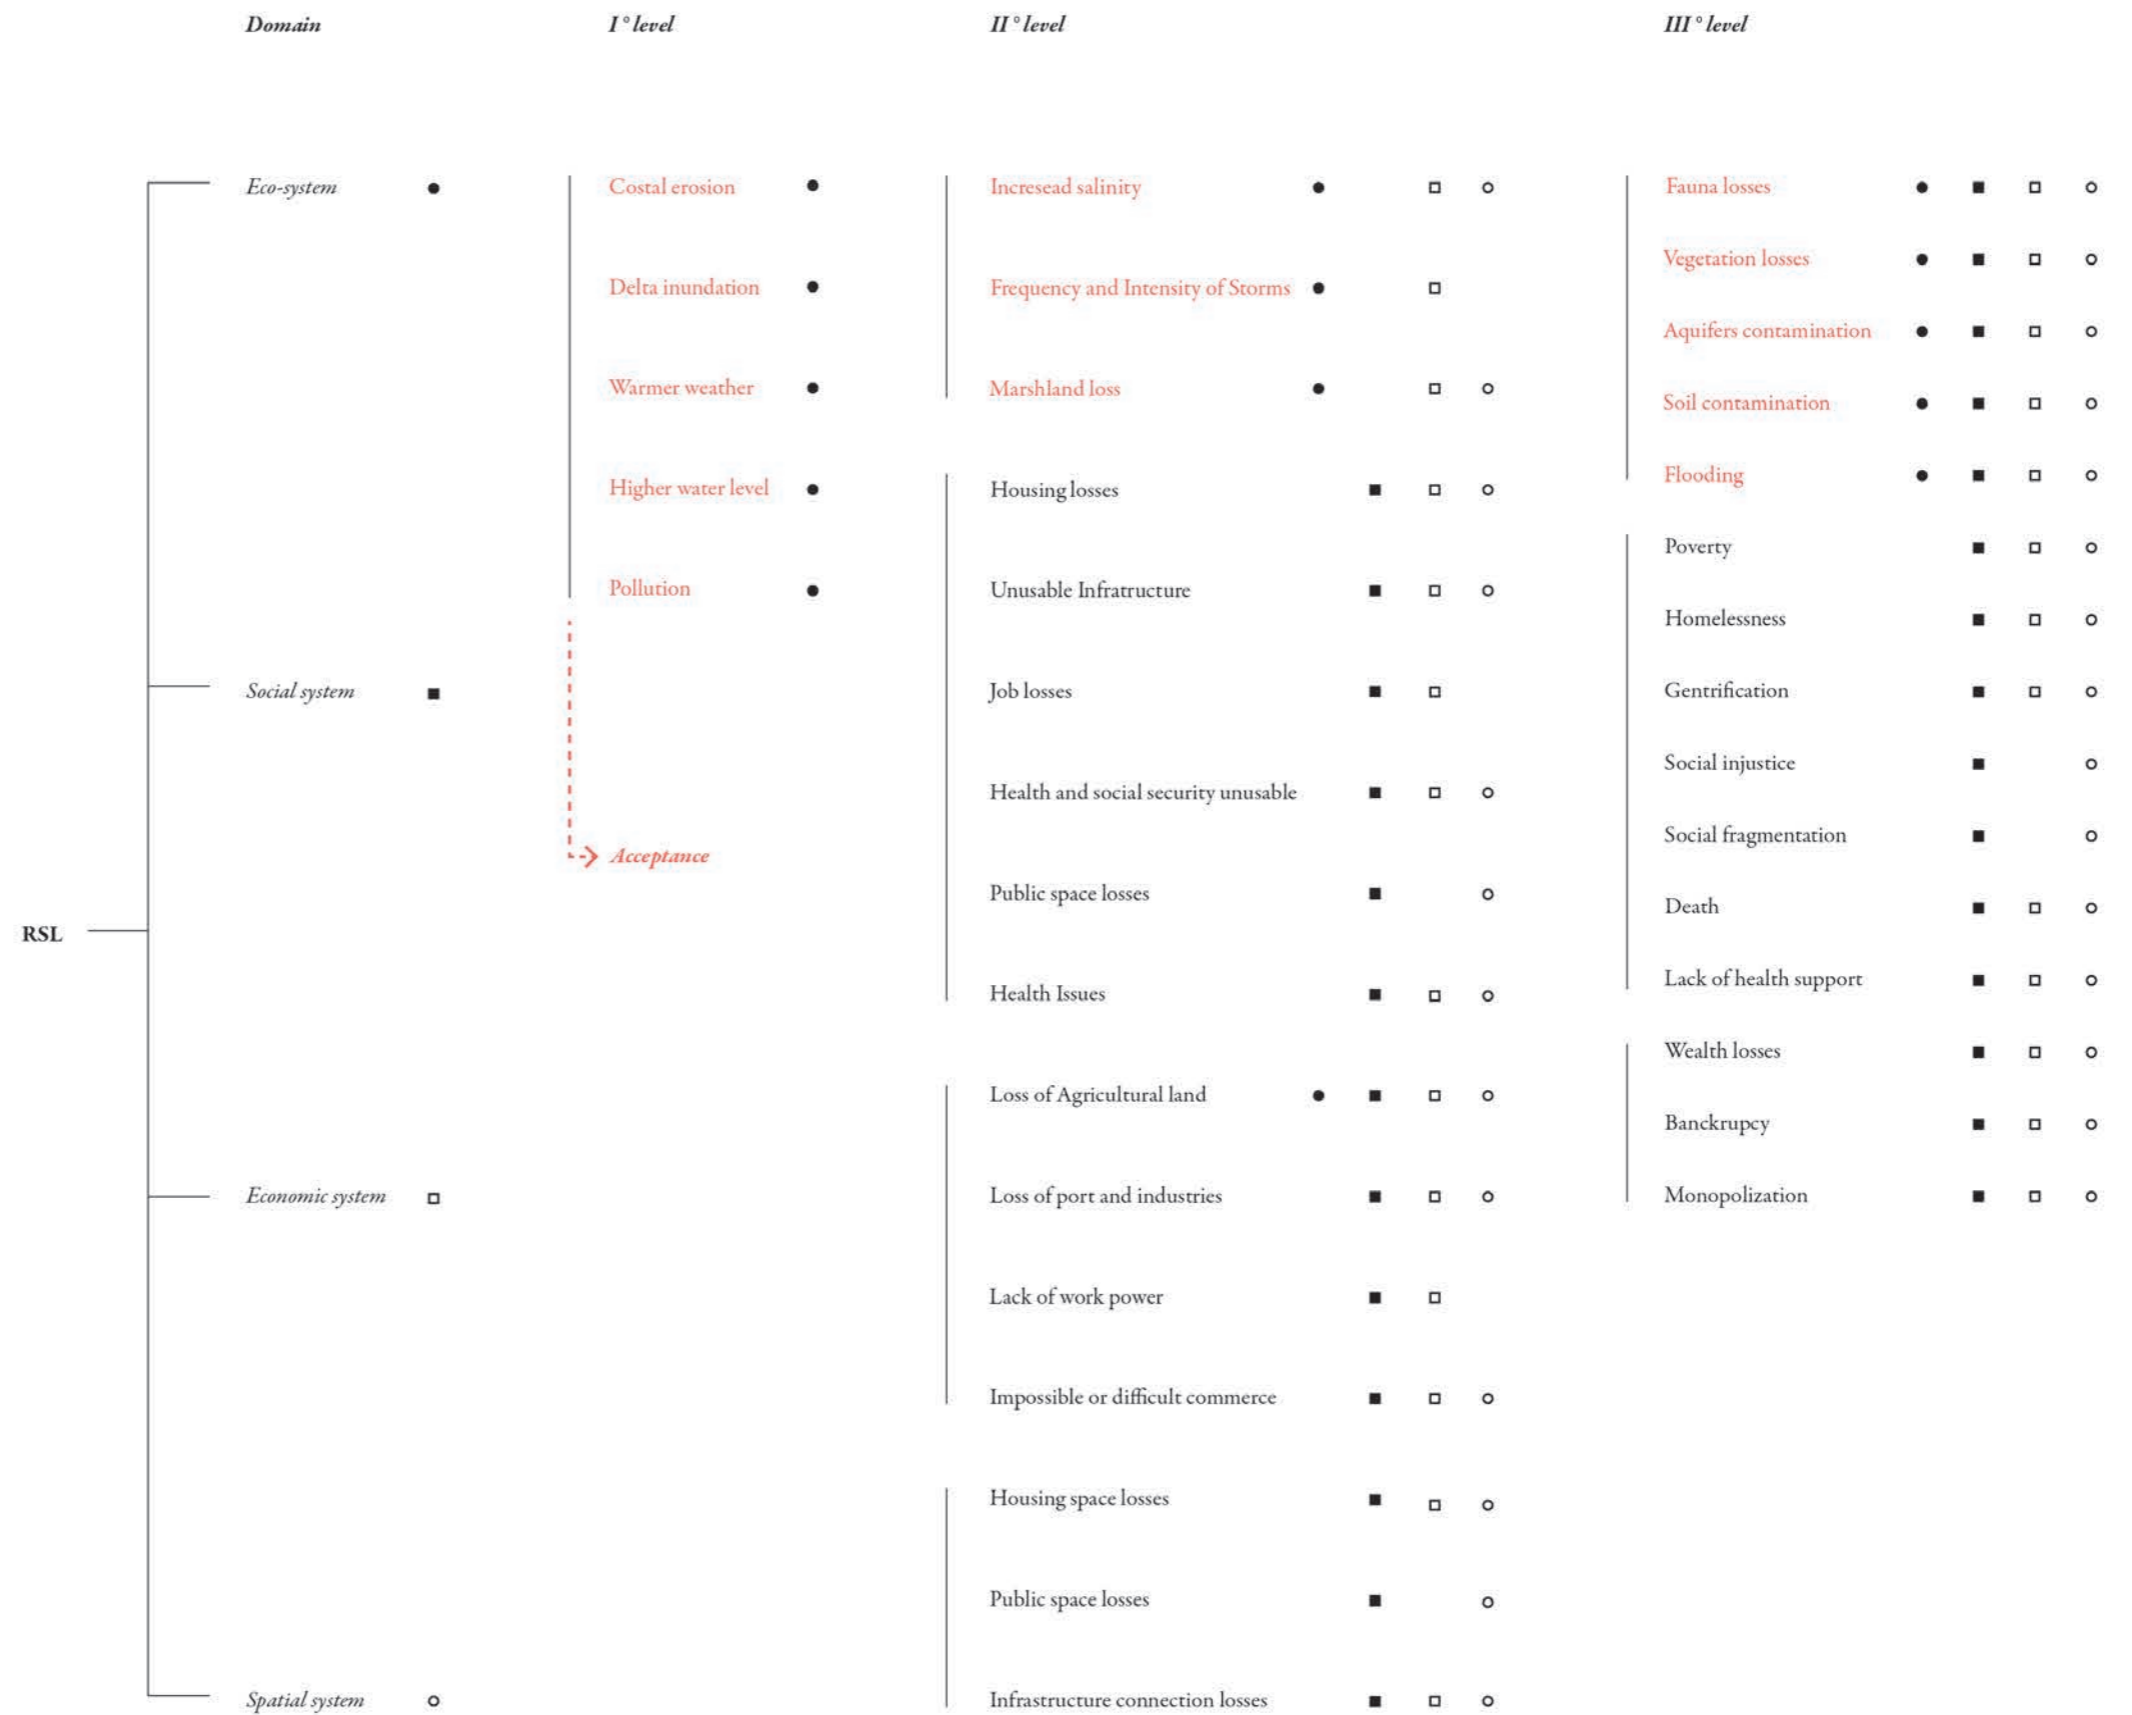 Domain
I° level
II° level
III° level
RSL
Eco-system
Social system
Economic system
Spatial system
Costal erosion
Delta inundation
Warmer weather
Higher water level
Pollution
Acceptance
Incresead salinity
Frequency and Intensity of Storms
Marshland loss
Housing losses
Unusable Infratructure
Job losses
Health and social security unusable
Public space losses
Health Issues
Loss of Agricultural land
Loss of port and industries
Lack of work power
Impossible or difficult commerce
Housing space losses
Public space losses
Infrastructure connection losses
Fauna losses
Vegetation losses
Aquifers contamination
Soil contamination
Flooding
Poverty
Homelessness
Gentrification
Social injustice
Social fragmentation
Death
Lack of health support
Wealth losses
Banckrupcy
Monopolization